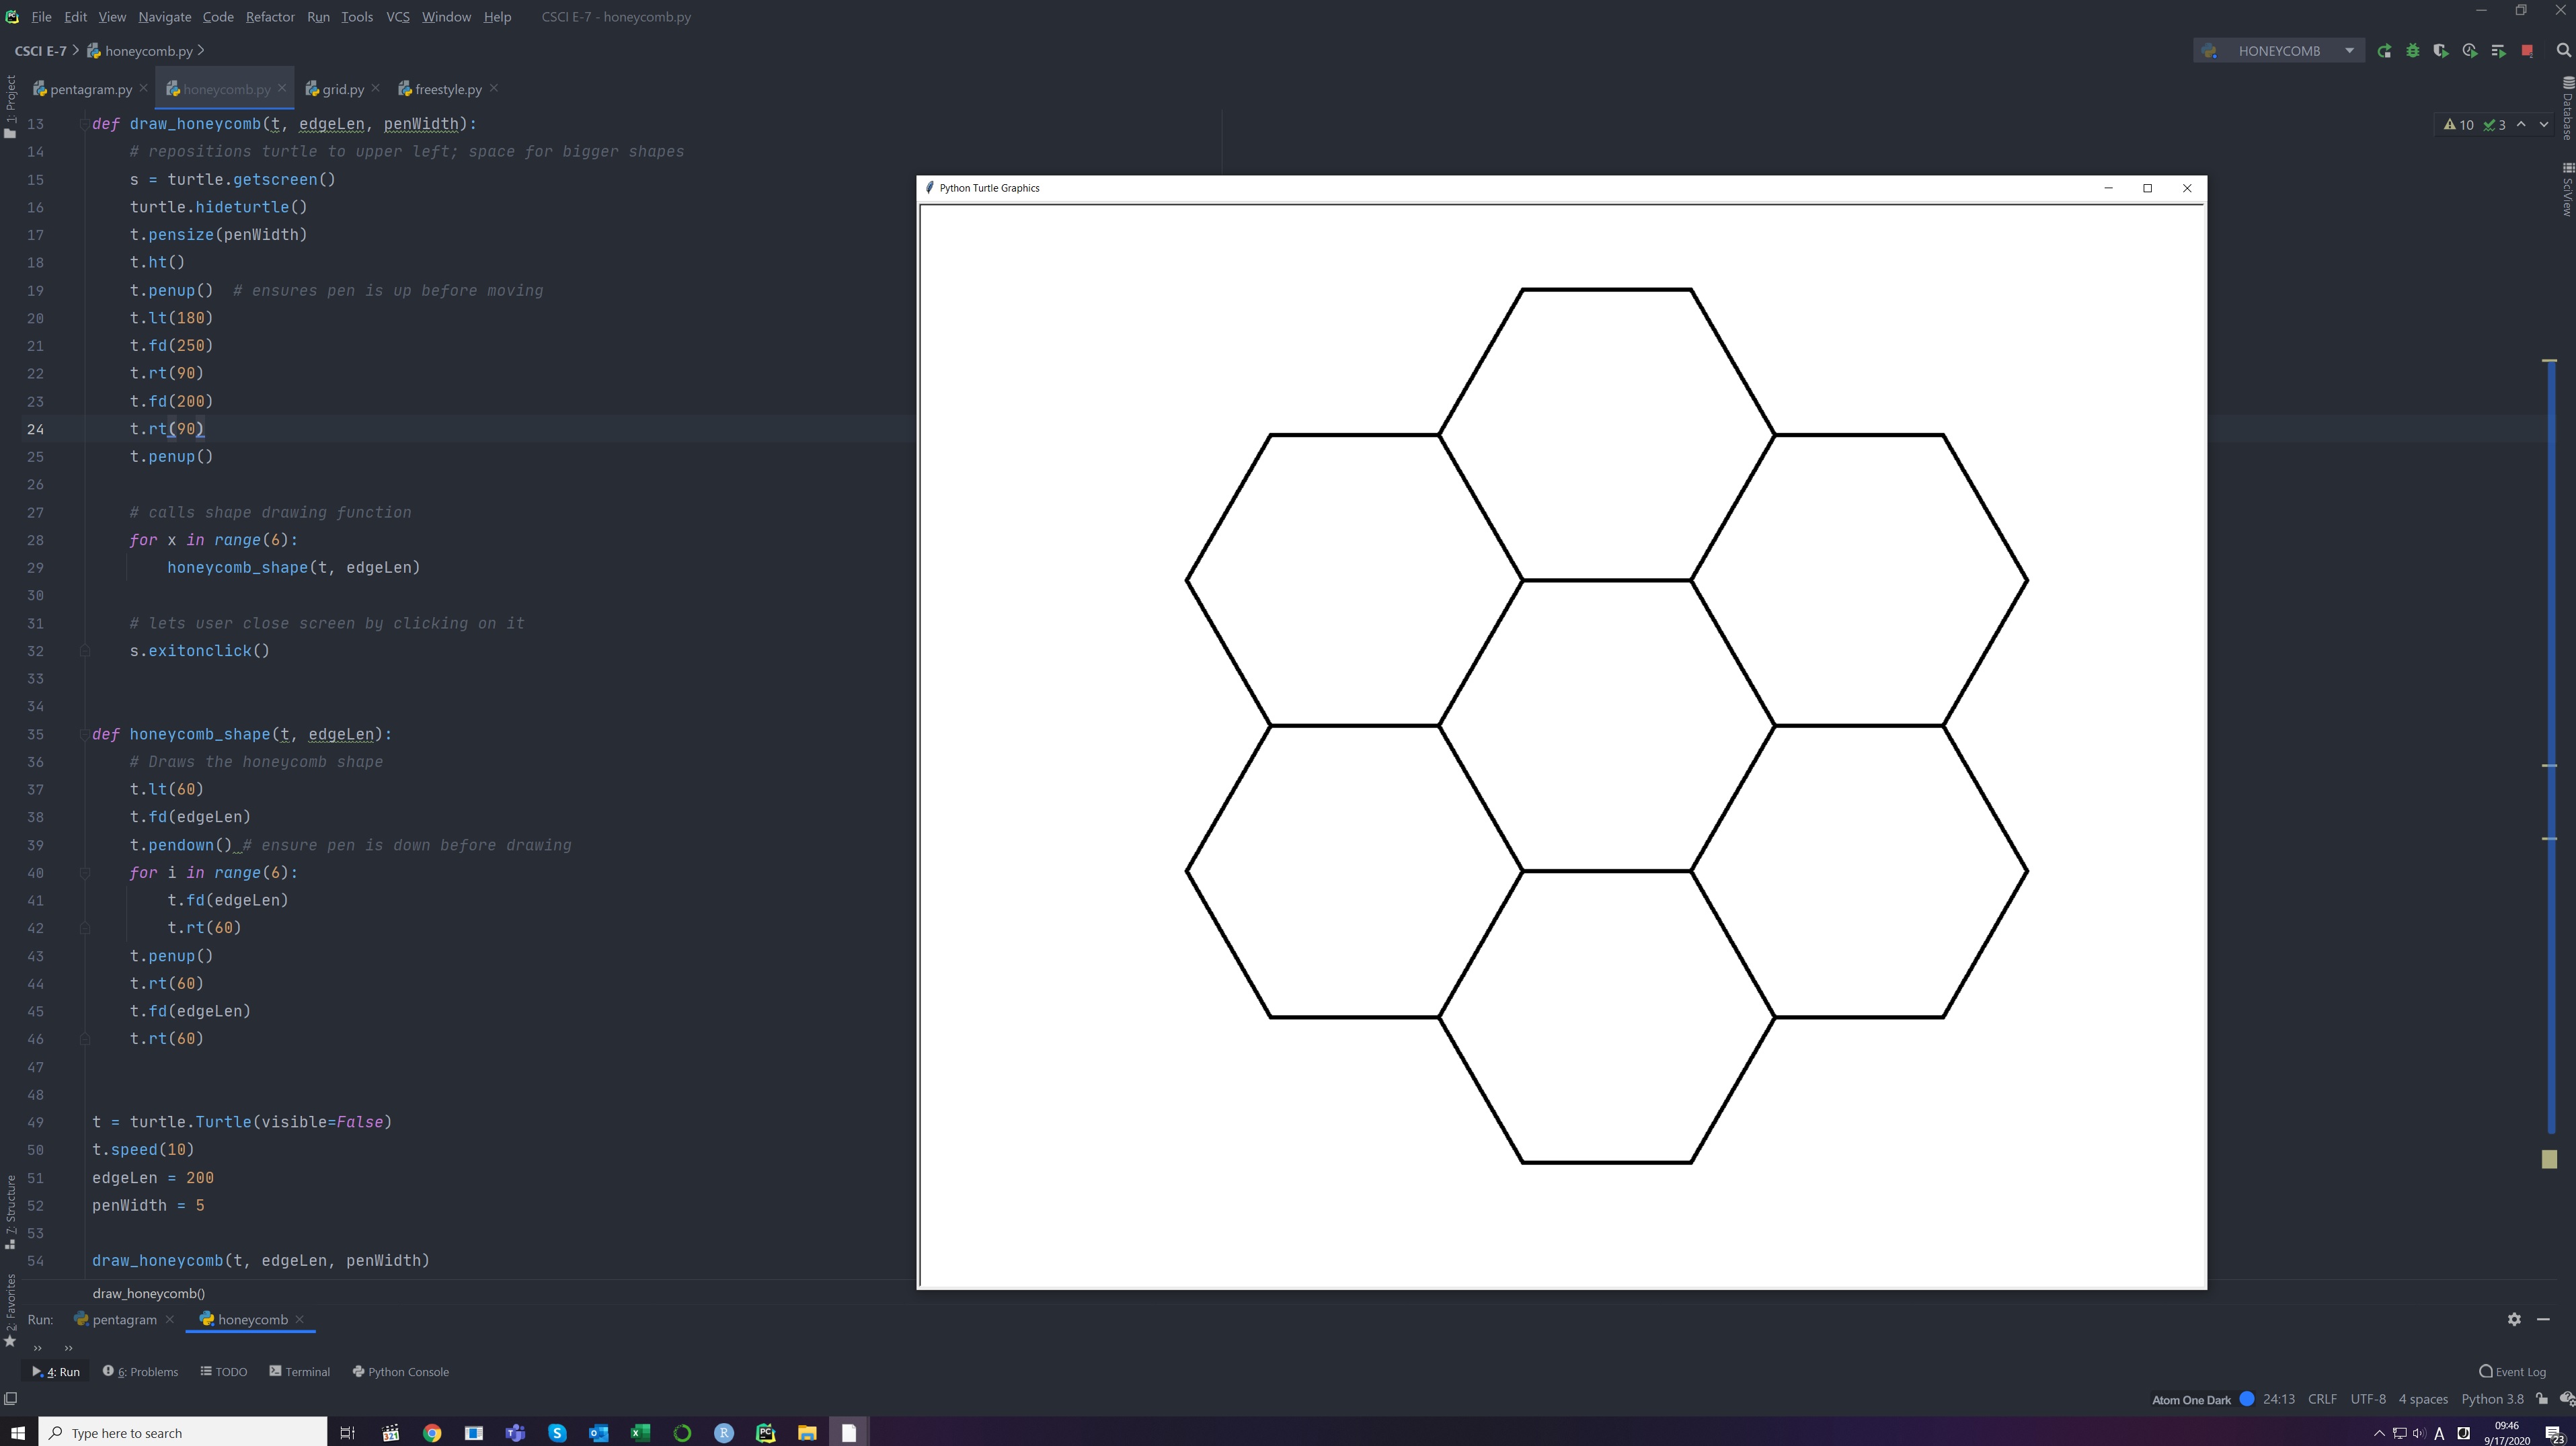 File Edit View Navigate Code Refactor Run Tools VCS Window Help CSCI E-7 - honeycomb.py
CSCI E-7 honeycomb.py HONEYCOMB
pentagram.py honeycomb.py grid.py freestyle.py
1: Project
Database
SciView
10 3
13 def draw_honeycomb(t, edgeLen, penWidth):
14 # repositions turtle to upper left; space for bigger shapes
15 s = turtle.getscreen()
16 turtle.hideturtle()
17 t.pensize(penWidth)
18 t.ht()
19 t.penup() # ensures pen is up before moving
20 t.lt(180)
21 t.fd(250)
22 t.rt(90)
23 t.fd(200)
24 t.rt(90)
25 t.penup()
26
27 # calls shape drawing function
28 for x in range(6):
29 honeycomb_shape(t, edgeLen)
30
31 # lets user close screen by clicking on it
32 s.exitonclick()
33
34
35 def honeycomb_shape(t, edgeLen):
36 # Draws the honeycomb shape
37 t.lt(60)
38 t.fd(edgeLen)
39 t.pendown() # ensure pen is down before drawing
40 for i in range(6):
41 t.fd(edgeLen)
42 t.rt(60)
43 t.penup()
44 t.rt(60)
45 t.fd(edgeLen)
46 t.rt(60)
47
48
49 t = turtle.Turtle(visible=False)
50 t.speed(10)
51 edgeLen = 200
52 penWidth = 5
53
54 draw_honeycomb(t, edgeLen, penWidth)
Python Turtle Graphics
7: Structure
2: Favorites
draw_honeycomb()
Run: pentagram honeycomb
4: Run 6: Problems TODO Terminal Python Console Event Log
Atom One Dark 24:13 CRLF UTF-8 4 spaces Python 3.8
Type here to search
A 09:46
9/17/2020 23